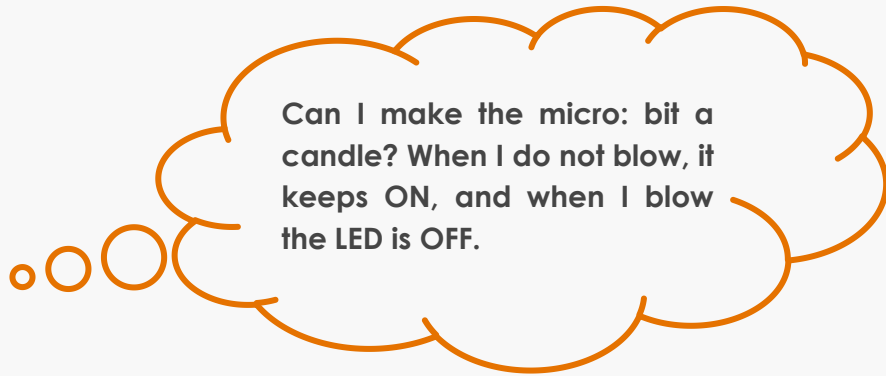 Can I make the micro: bit a
candle? When I do not blow, it
keeps ON, and when I blow
the LED is OFF.